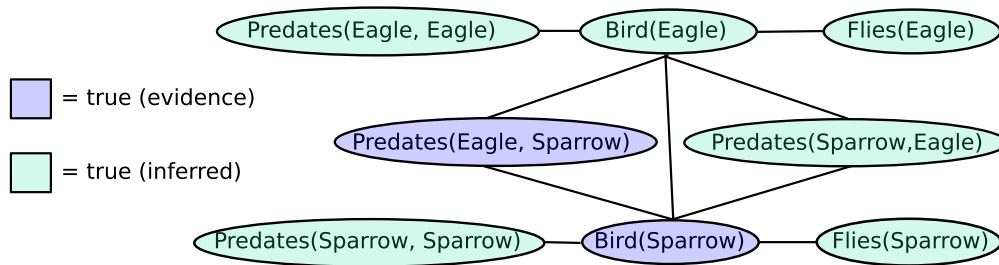 Predates(Eagle, Eagle) Bird(Eagle) Flies(Eagle)
= true (evidence)
Predates(Eagle, Sparrow) Predates(Sparrow,Eagle)
= true (inferred)
Predates(Sparrow, Sparrow) Bird(Sparrow) Flies(Sparrow)